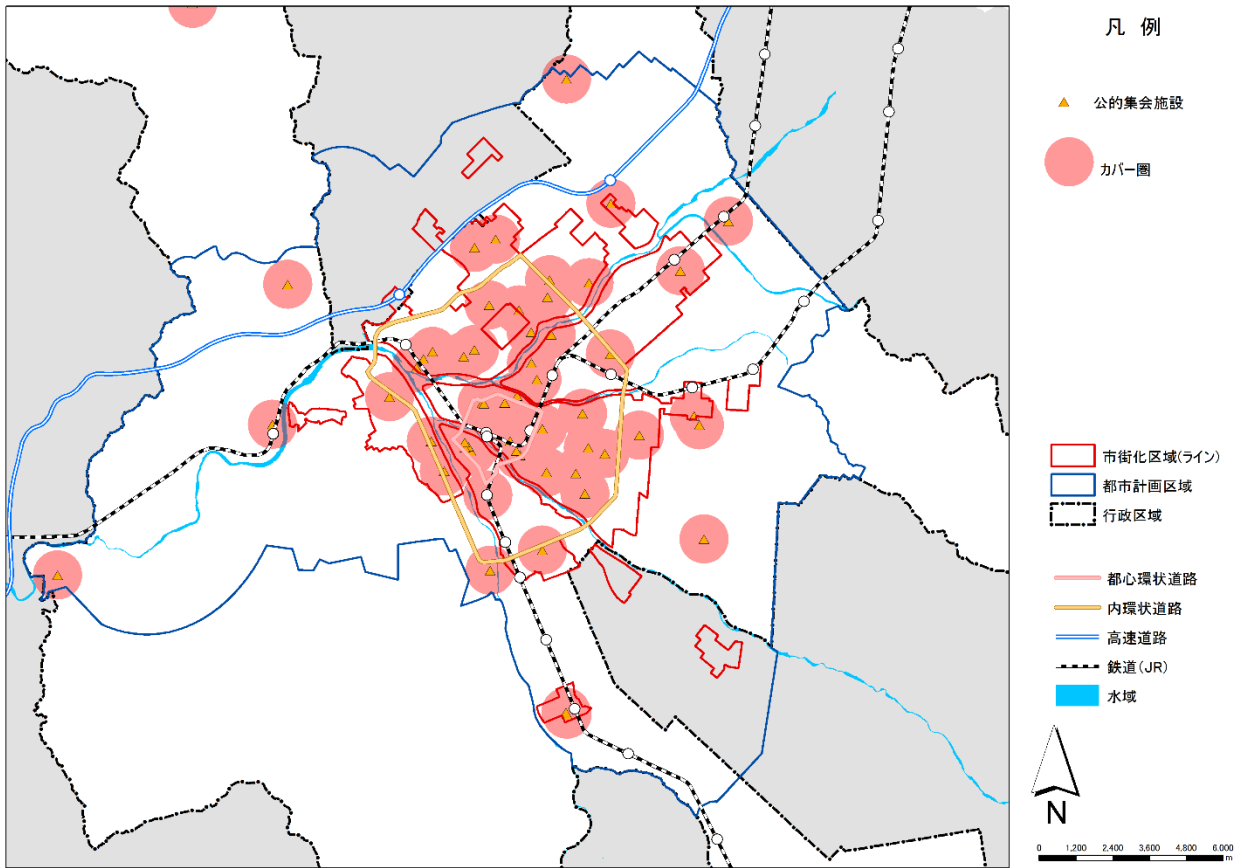 凡 例
公的集会施設
カバー圏
市街化区域(ライン)
都市計画区域
行政区域
都心環状道路
内環状道路
高速道路
鉄道(JR)
水域
N
0 1,200 2,400 3,600 4,800 6,000
m